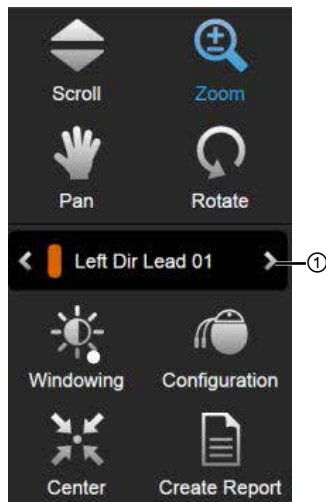 Scroll Zoom
Pan Rotate
Left Dir Lead 01 ①
Windowing Configuration
Center Create Report